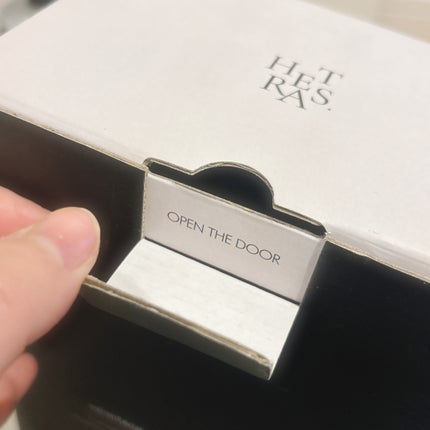 HET
RAS.
OPEN THE DOOR